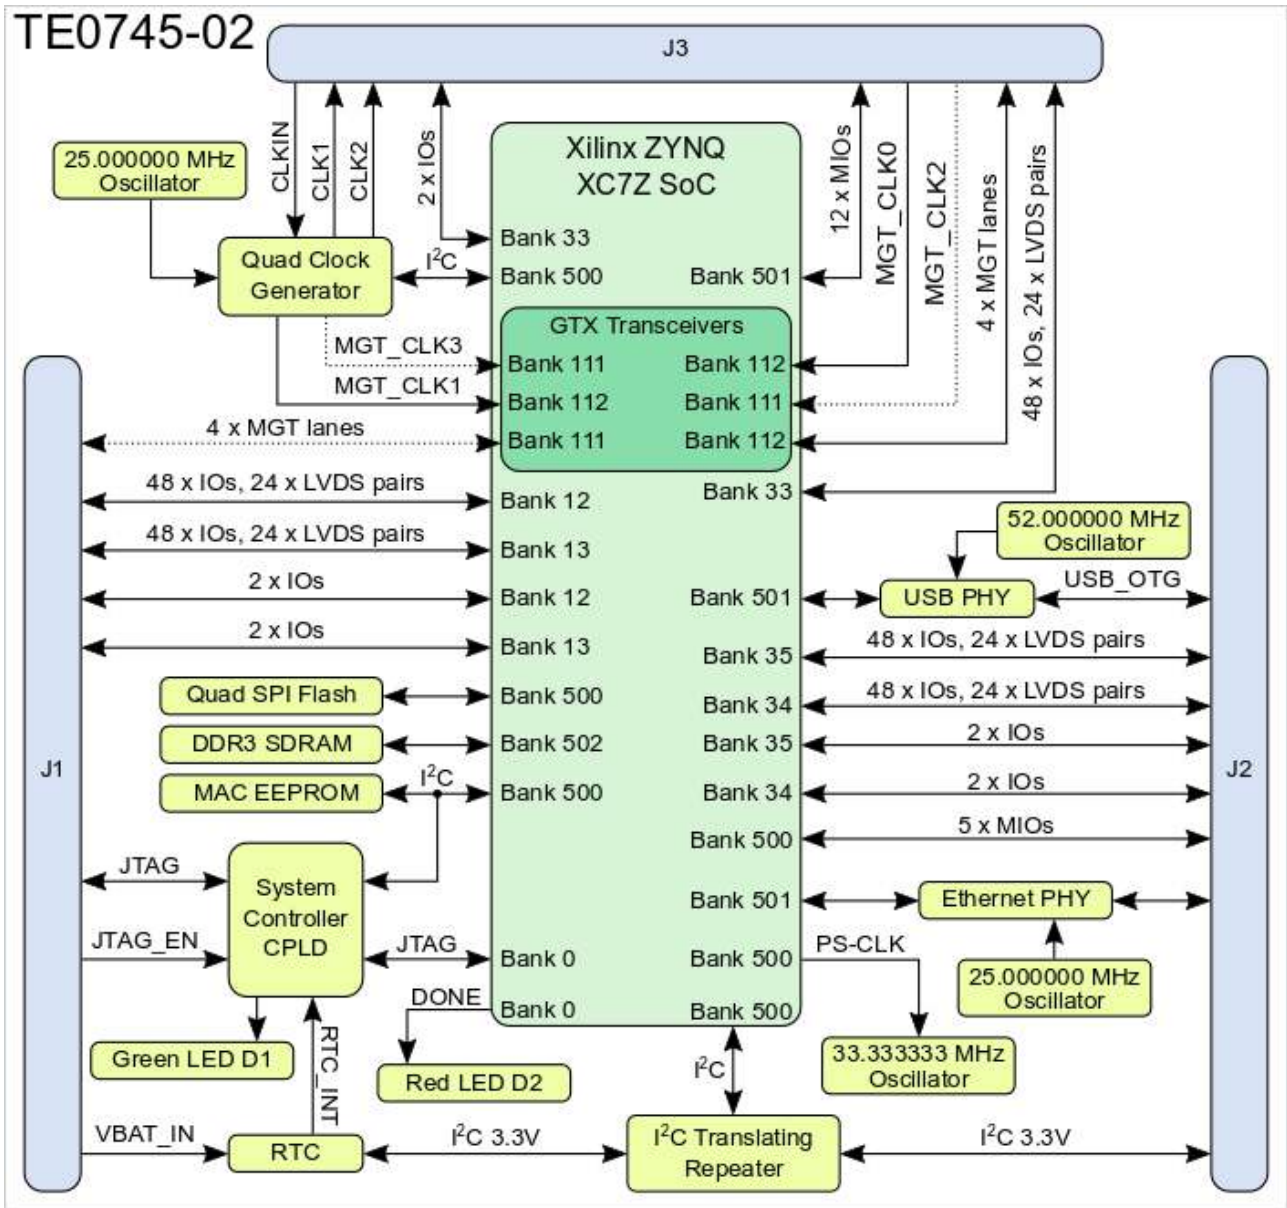 TE0745-02
J3
CLKIN
CLK1
CLK2
2 x IOs
12 x MIOs
MGT_CLK0
MGT_CLK2
4 x MGT lanes
48 x IOs, 24 x LVDS pairs
25.000000 MHz
Oscillator
Xilinx ZYNQ
XC7Z SoC
Quad Clock
Generator
I²C
Bank 33
Bank 500
Bank 501
GTX Transceivers
MGT_CLK3
Bank 111
Bank 112
MGT_CLK1
Bank 112
Bank 111
4 x MGT lanes
Bank 111
Bank 112
48 x IOs, 24 x LVDS pairs
Bank 12
Bank 33
48 x IOs, 24 x LVDS pairs
Bank 13
52.000000 MHz
Oscillator
2 x IOs
Bank 12
Bank 501
USB PHY
USB_OTG
2 x IOs
Bank 13
Bank 35
48 x IOs, 24 x LVDS pairs
Quad SPI Flash
Bank 500
Bank 34
48 x IOs, 24 x LVDS pairs
DDR3 SDRAM
Bank 502
Bank 35
2 x IOs
J1
J2
MAC EEPROM
I²C
Bank 500
Bank 34
2 x IOs
Bank 500
5 x MIOs
JTAG
System
Controller
CPLD
Bank 501
Ethernet PHY
JTAG_EN
JTAG
Bank 0
Bank 500
PS-CLK
25.000000 MHz
Oscillator
DONE
Bank 0
Bank 500
Green LED D1
RTC_INT
Red LED D2
I²C
33.333333 MHz
Oscillator
VBAT_IN
RTC
I²C 3.3V
I²C Translating
Repeater
I²C 3.3V